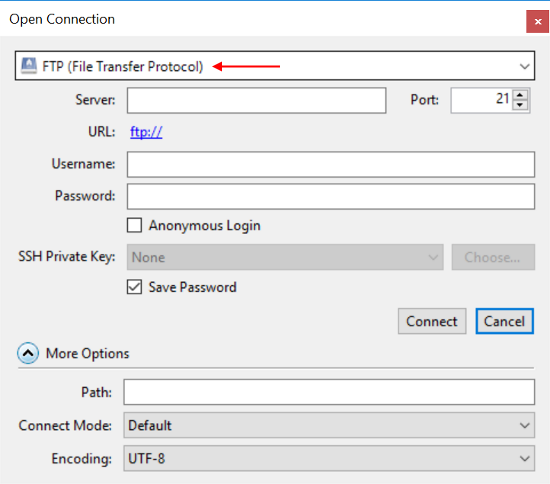 Open Connection
FTP (File Transfer Protocol)
Server: Port: 21
URL: ftp://
Username:
Password:
Anonymous Login
SSH Private Key: None Choose...
Save Password
Connect Cancel
More Options
Path:
Connect Mode: Default
Encoding: UTF-8